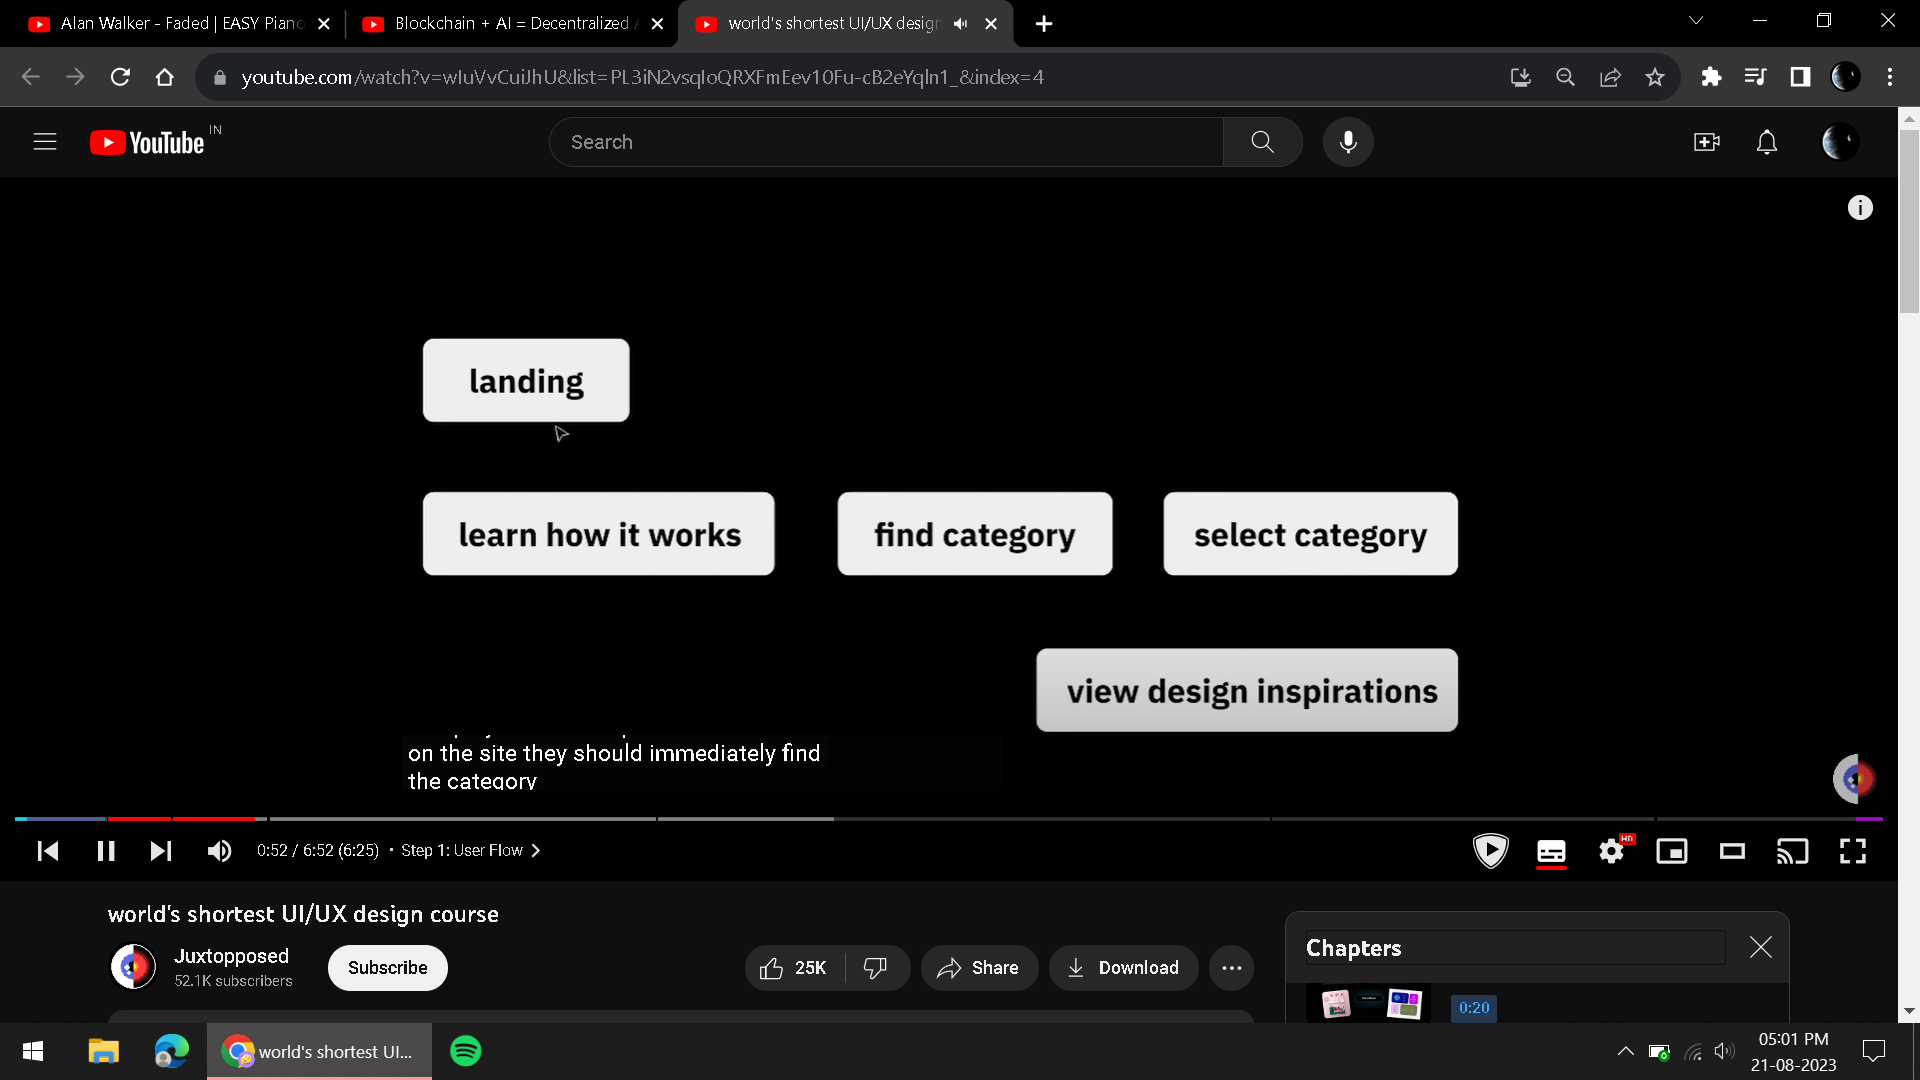 Alan Walker - Faded | EASY Piano
Blockchain + AI = Decentralized
world's shortest UI/UX design
youtube.com/watch?v=wIuVvCuiJhU&list=PL3iN2vsqIoQRXFmEev10Fu-cB2eYqln1_&index=4
YouTube IN
Search
landing
learn how it works
find category
select category
view design inspirations
on the site they should immediately find
the category
0:52 / 6:52 (6:25) • Step 1: User Flow
HD
world's shortest UI/UX design course
Juxtopposed
52.1K subscribers
Subscribe
25K
Share
Download
Chapters
0:20
world's shortest UI...
05:01 PM
21-08-2023